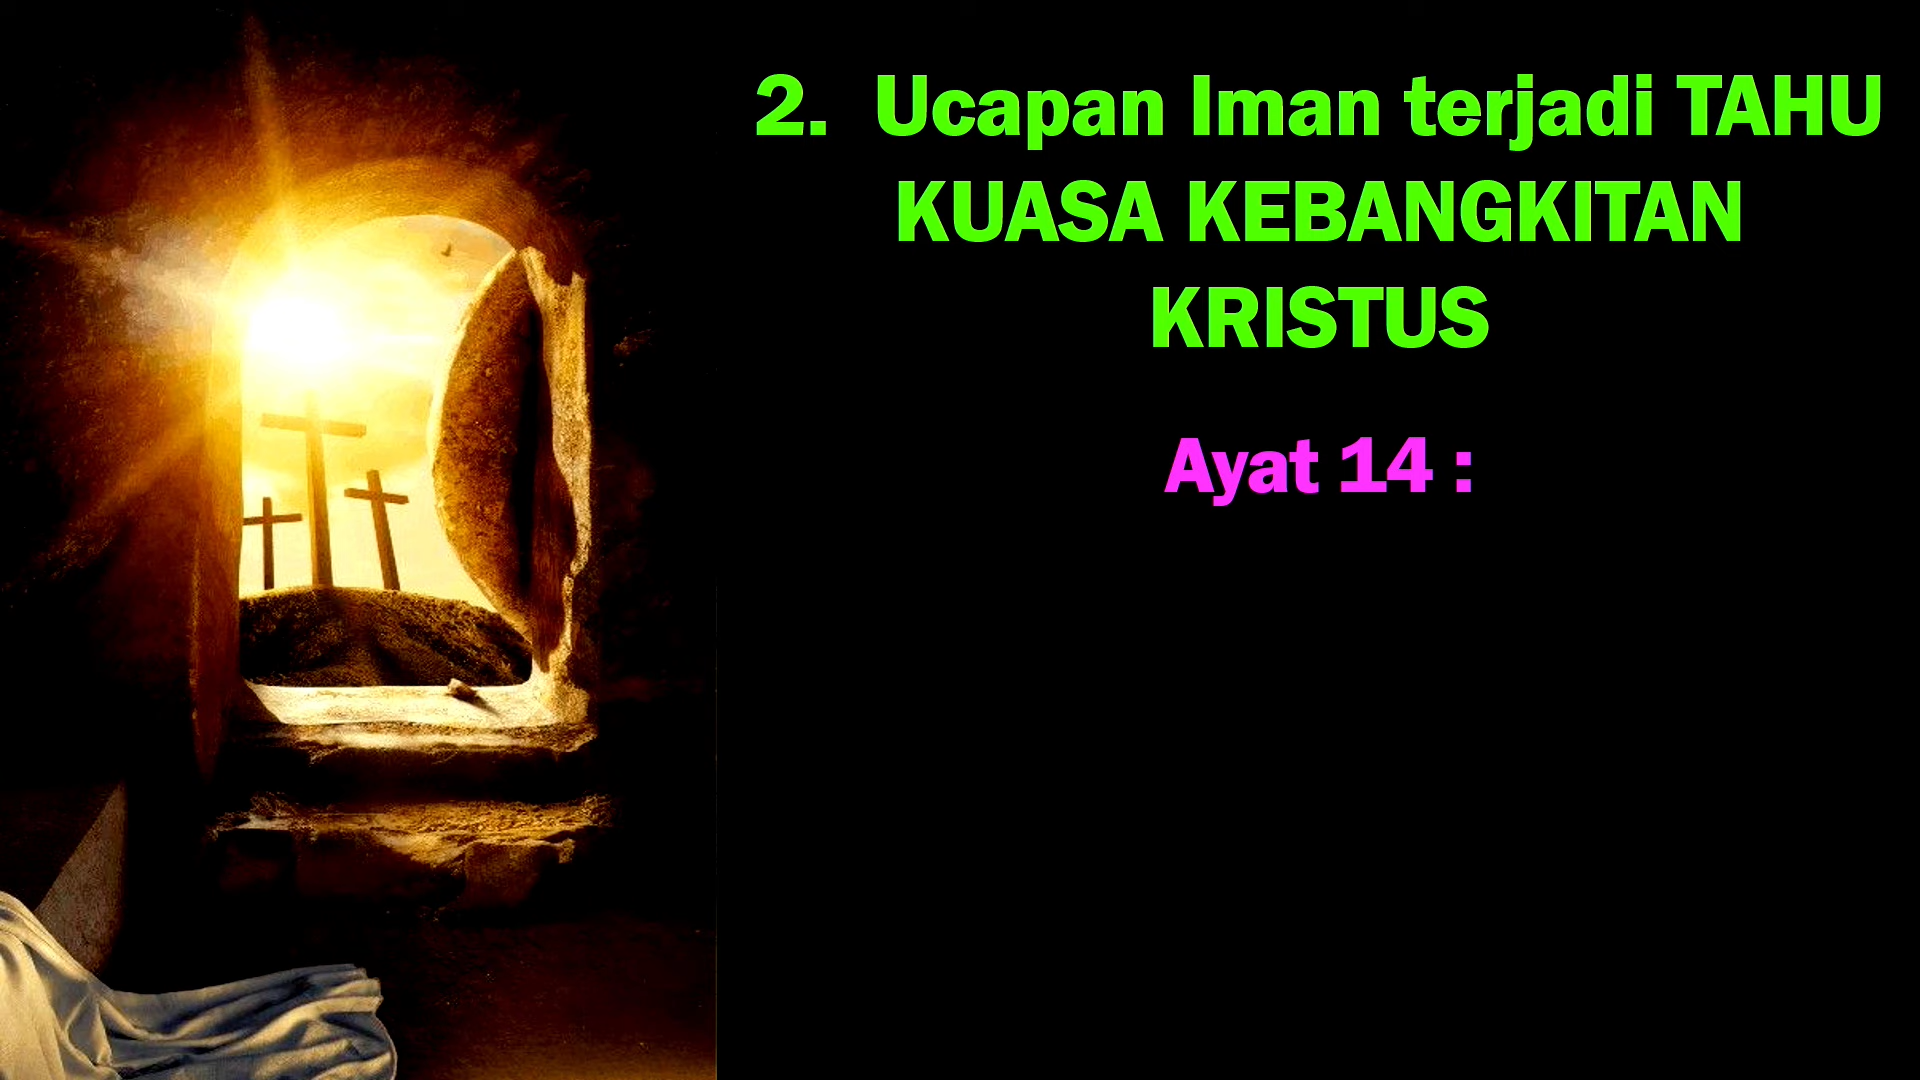 2. Ucapan Iman terjadi TAHU
KUASA KEBANGKITAN
KRISTUS
Ayat 14 :